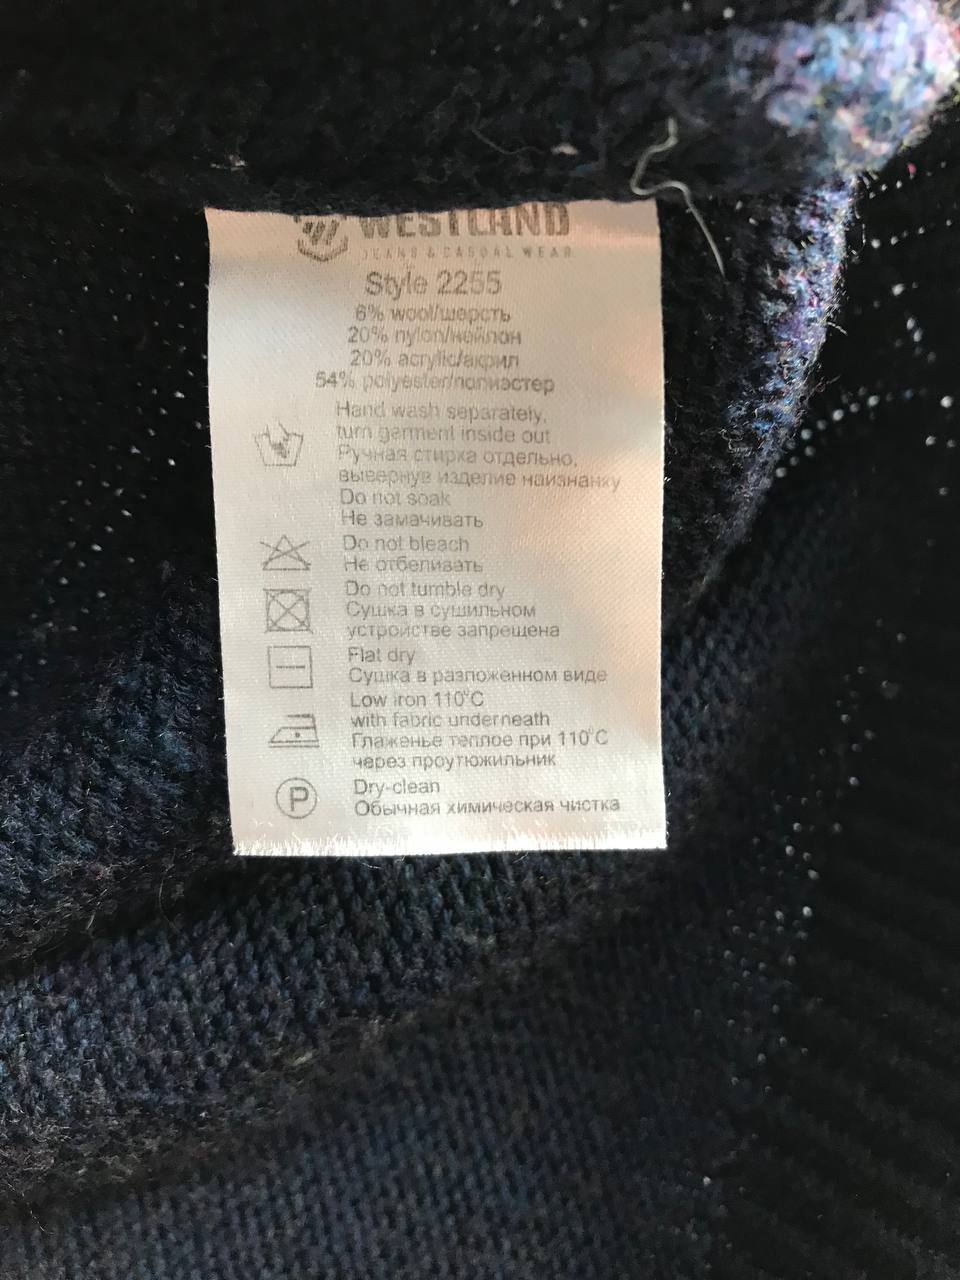 WESTLAND
JEANS & CASUAL WEAR
Style 2255
6% wool/шерсть
20% nylon/нейлон
20% acrylic/акрил
54% polyester/полиэстер
Hand wash separately,
turn garment inside out
Ручная стирка отдельно,
вывернув изделие наизнанку
Do not soak
Не замачивать
Do not bleach
Не отбеливать
Do not tumble dry
Сушка в сушильном
устройстве запрещена
Flat dry
Сушка в разложенном виде
Low iron 110°C
with fabric underneath
Глаженье теплое при 110°C
через проутюжильник
P Dry-clean
Обычная химическая чистка